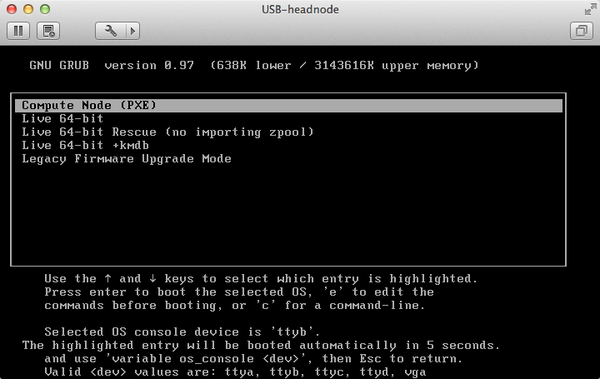 USB-headnode
GNU GRUB version 0.97 (638K lower / 3143616K upper memory)
Compute Node (PXE)
Live 64-bit
Live 64-bit Rescue (no importing zpool)
Live 64-bit +kmdb
Legacy Firmware Upgrade Mode
Use the ↑ and ↓ keys to select which entry is highlighted.
Press enter to boot the selected OS, 'e' to edit the
commands before booting, or 'c' for a command-line.
Selected OS console device is 'ttyb'.
The highlighted entry will be booted automatically in 5 seconds.
and use 'variable os_console <dev>', then Esc to return.
Valid <dev> values are: ttya, ttyb, ttyc, ttyd, vga